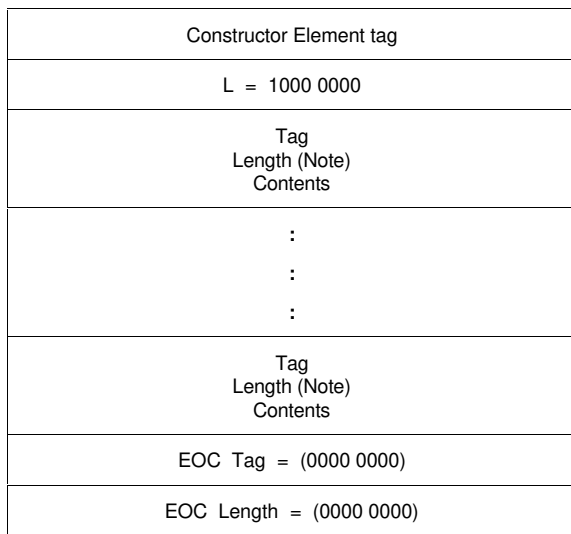 Constructor Element tag
L = 1000 0000
Tag
Length (Note)
Contents
:
:
:
Tag
Length (Note)
Contents
EOC Tag = (0000 0000)
EOC Length = (0000 0000)